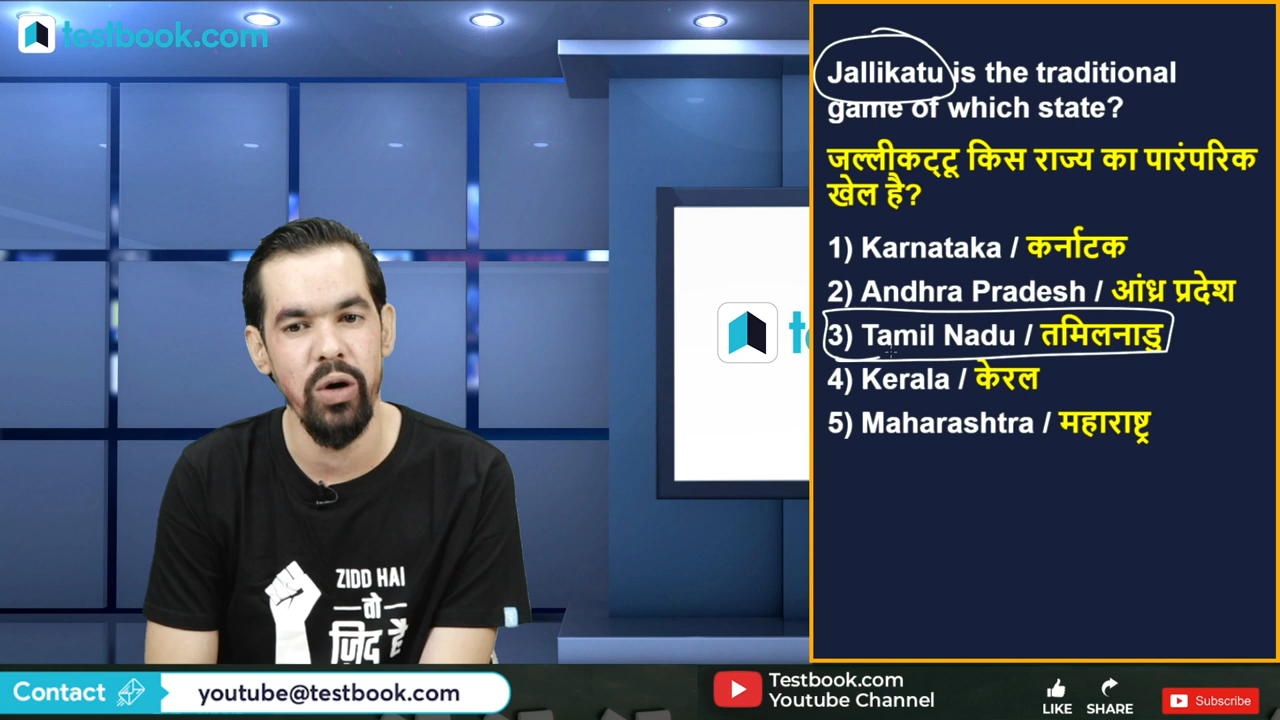 testbook.com
Jallikatu is the traditional
game of which state?
जल्लीकट्टू किस राज्य का पारंपरिक
खेल है?
1) Karnataka / कर्नाटक
2) Andhra Pradesh / आंध्र प्रदेश
3) Tamil Nadu / तमिलनाडु
4) Kerala / केरल
5) Maharashtra / महाराष्ट्र
ZIDD HAI
तो
ज़िद है
Contact youtube@testbook.com
Testbook.com
Youtube Channel
LIKE SHARE Subscribe